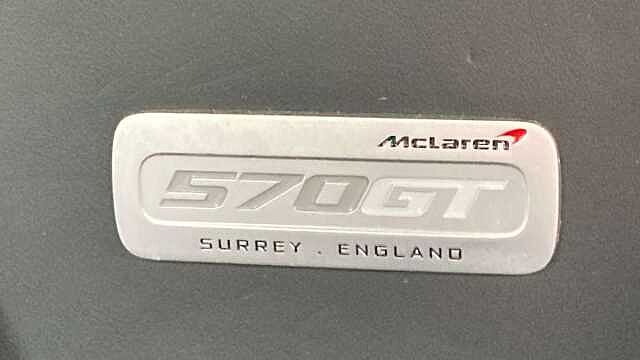 McLaren
570GT
SURREY . ENGLAND